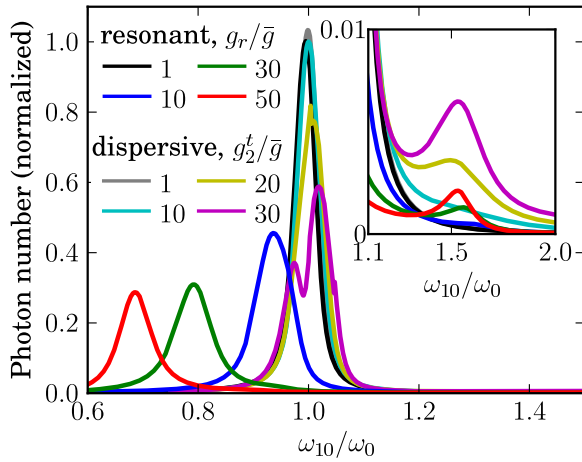 Photon number (normalized)
1.0
0.8
0.6
0.4
0.2
0.0
resonant, g_r/ḡ
1 30
10 50
dispersive, g_2^t/ḡ
1 20
10 30
0.01
0
1.1 1.5 2.0
ω_10/ω_0
0.6 0.8 1.0 1.2 1.4
ω_10/ω_0